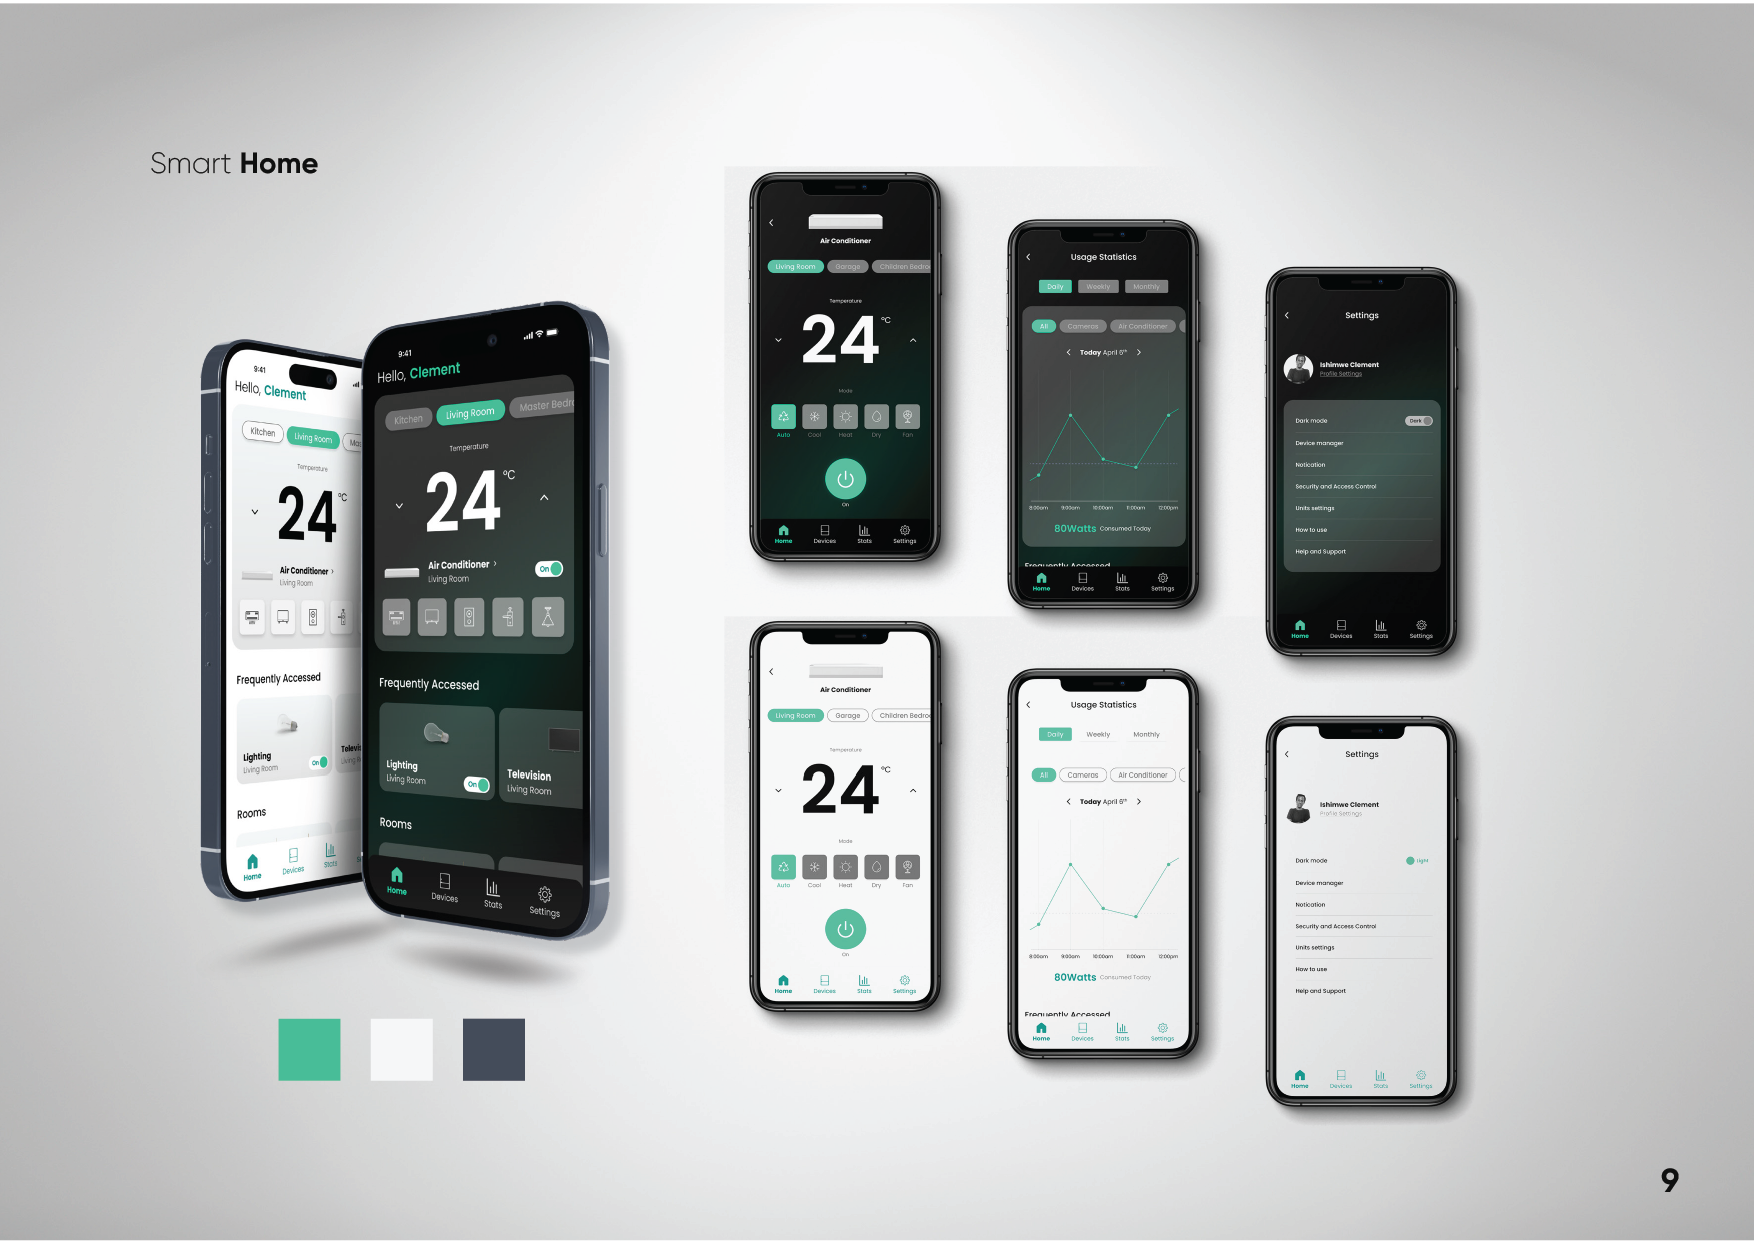 Smart Home
9:41
Hello, Clement
Kitchen
Living Room
Temperature
24
°C
Air Conditioner ›
Living Room
Frequently Accessed
Lighting
Living Room
On
Rooms
Home
Devices
Stats
9:41
Hello, Clement
Kitchen
Living Room
Master Bedro
Temperature
24
°C
Air Conditioner ›
Living Room
On
Frequently Accessed
Lighting
Living Room
On
Television
Living Room
Rooms
Home
Devices
Stats
Settings
Air Conditioner
Living Room
Garage
Children Bedro
Temperature
24
°C
Mode
Auto
Cool
Heat
Dry
Fan
On
Home
Devices
Stats
Settings
Usage Statistics
Daily
Weekly
Monthly
All
Cameras
Air Conditioner
Today April 6th
8:00am
9:00am
10:00am
11:00am
12:00pm
80Watts Consumed Today
Frequently Accessed
Home
Devices
Stats
Settings
Settings
Ishimwe Clement
Profile Settings
Dark mode
Dark
Device manager
Notication
Security and Access Control
Units settings
How to use
Help and Support
Home
Devices
Stats
Settings
Air Conditioner
Living Room
Garage
Children Bedro
Temperature
24
°C
Mode
Auto
Cool
Heat
Dry
Fan
On
Home
Devices
Stats
Settings
Usage Statistics
Daily
Weekly
Monthly
All
Cameras
Air Conditioner
Today April 6th
8:00am
9:00am
10:00am
11:00am
12:00pm
80Watts Consumed Today
Frequently Accessed
Home
Devices
Stats
Settings
Settings
Ishimwe Clement
Profile Settings
Dark mode
Light
Device manager
Notication
Security and Access Control
Units settings
How to use
Help and Support
Home
Devices
Stats
Settings
9